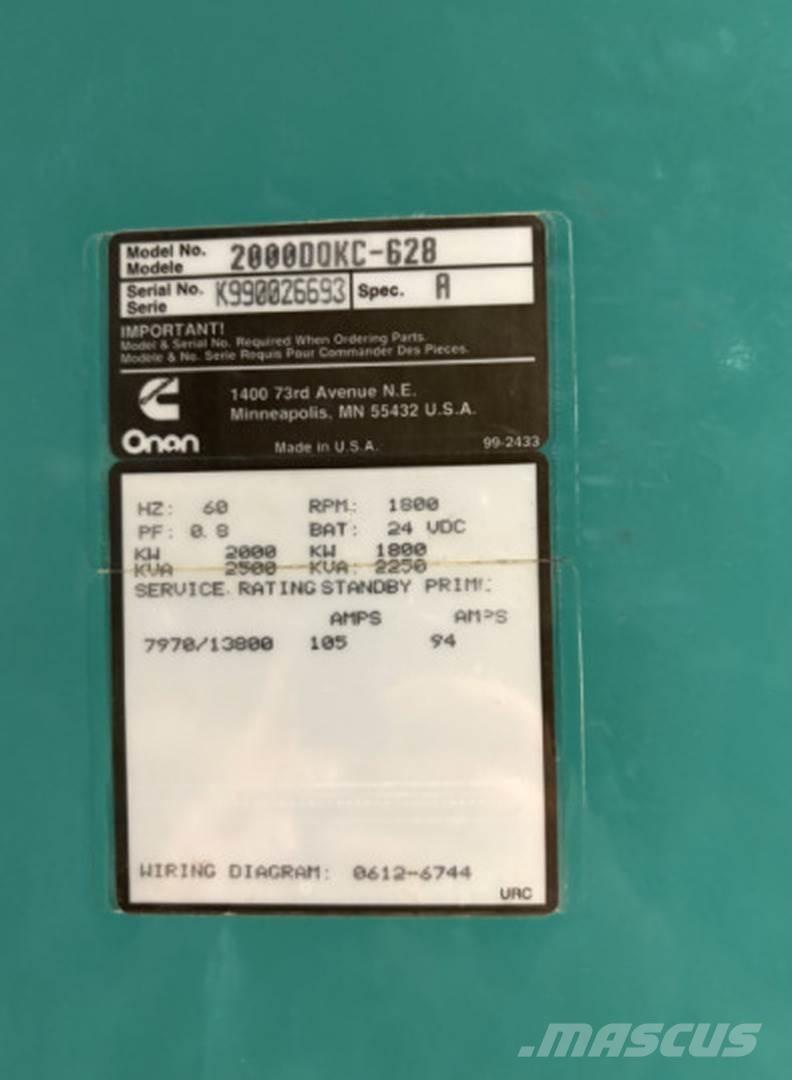 Model No. 2000DQKC-628
Modele
Serial No. K990026693 Spec. A
Serie
IMPORTANT!
Model & Serial No. Required When Ordering Parts.
Modele & No. Serie Requis Pour Commander Des Pieces.
1400 73rd Avenue N.E.
Minneapolis, MN 55432 U.S.A.
Onan Made in U.S.A. 99-2433
HZ: 60 RPM: 1800
PF: 0.8 BAT: 24 VDC
KW 2000 KW 1800
KVA 2500 KVA: 2250
SERVICE RATING STANDBY PRIME
AMPS AMPS
7970/13800 105 94
WIRING DIAGRAM: 0612-6744
URC
.MASCUS